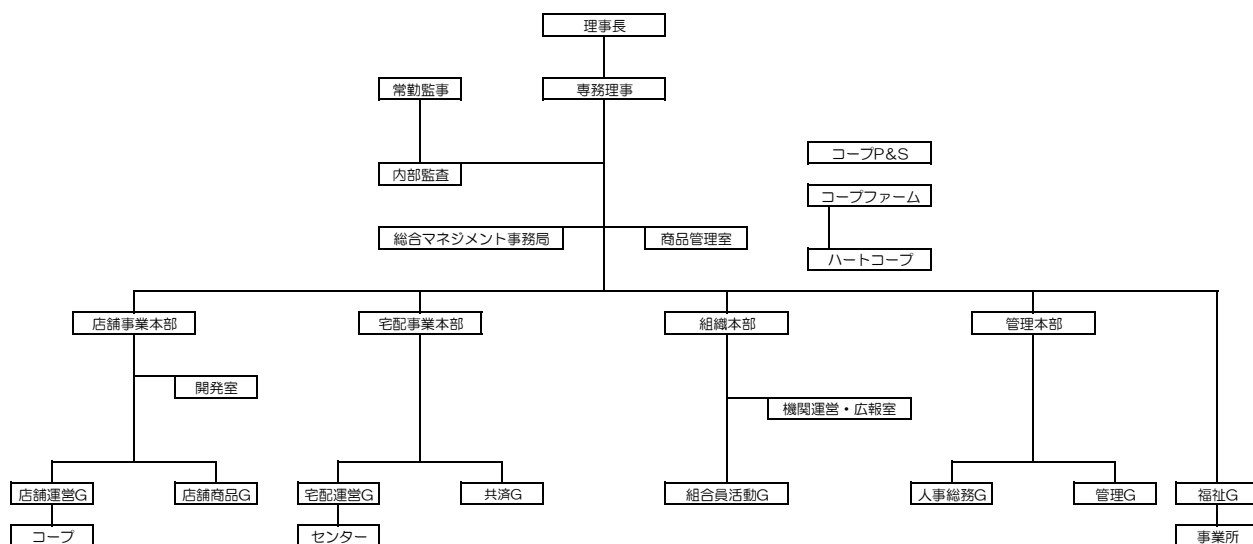 理事長
常勤監事
専務理事
コープP&S
内部監査
コープファーム
総合マネジメント事務局
商品管理室
ハートコープ
店舗事業本部
宅配事業本部
組織本部
管理本部
開発室
機関運営・広報室
店舗運営G
店舗商品G
宅配運営G
共済G
組合員活動G
人事総務G
管理G
福祉G
コープ
センター
事業所